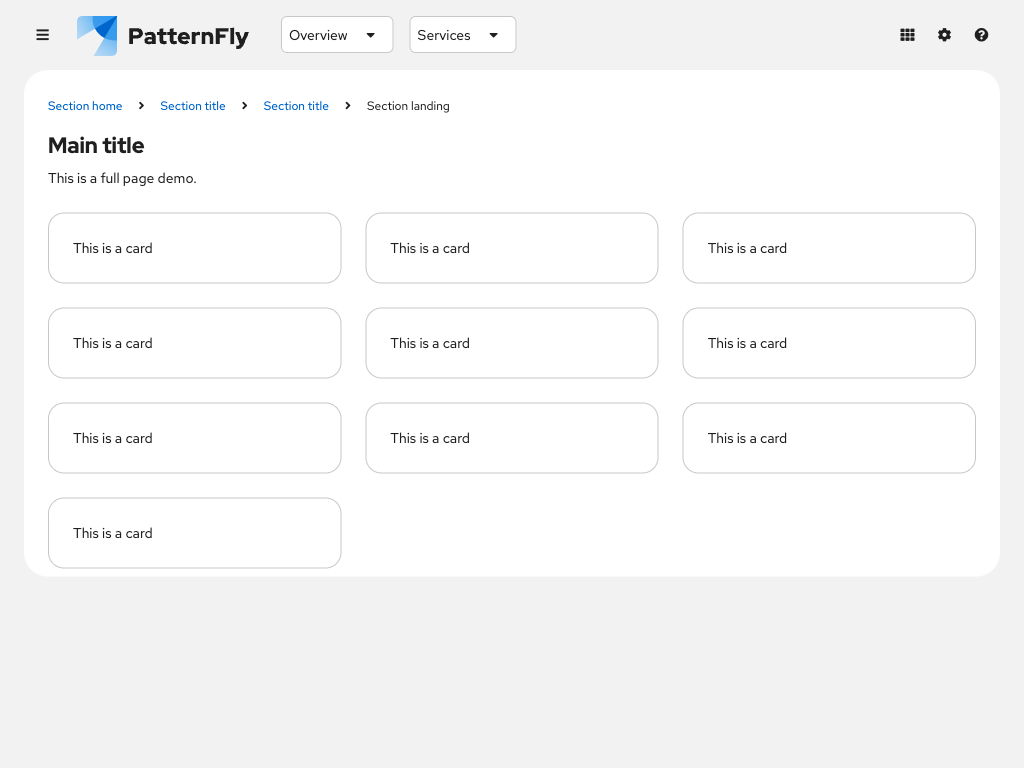 PatternFly Overview Services
Section home Section title Section title Section landing
Main title
This is a full page demo.
This is a card This is a card This is a card
This is a card This is a card This is a card
This is a card This is a card This is a card
This is a card